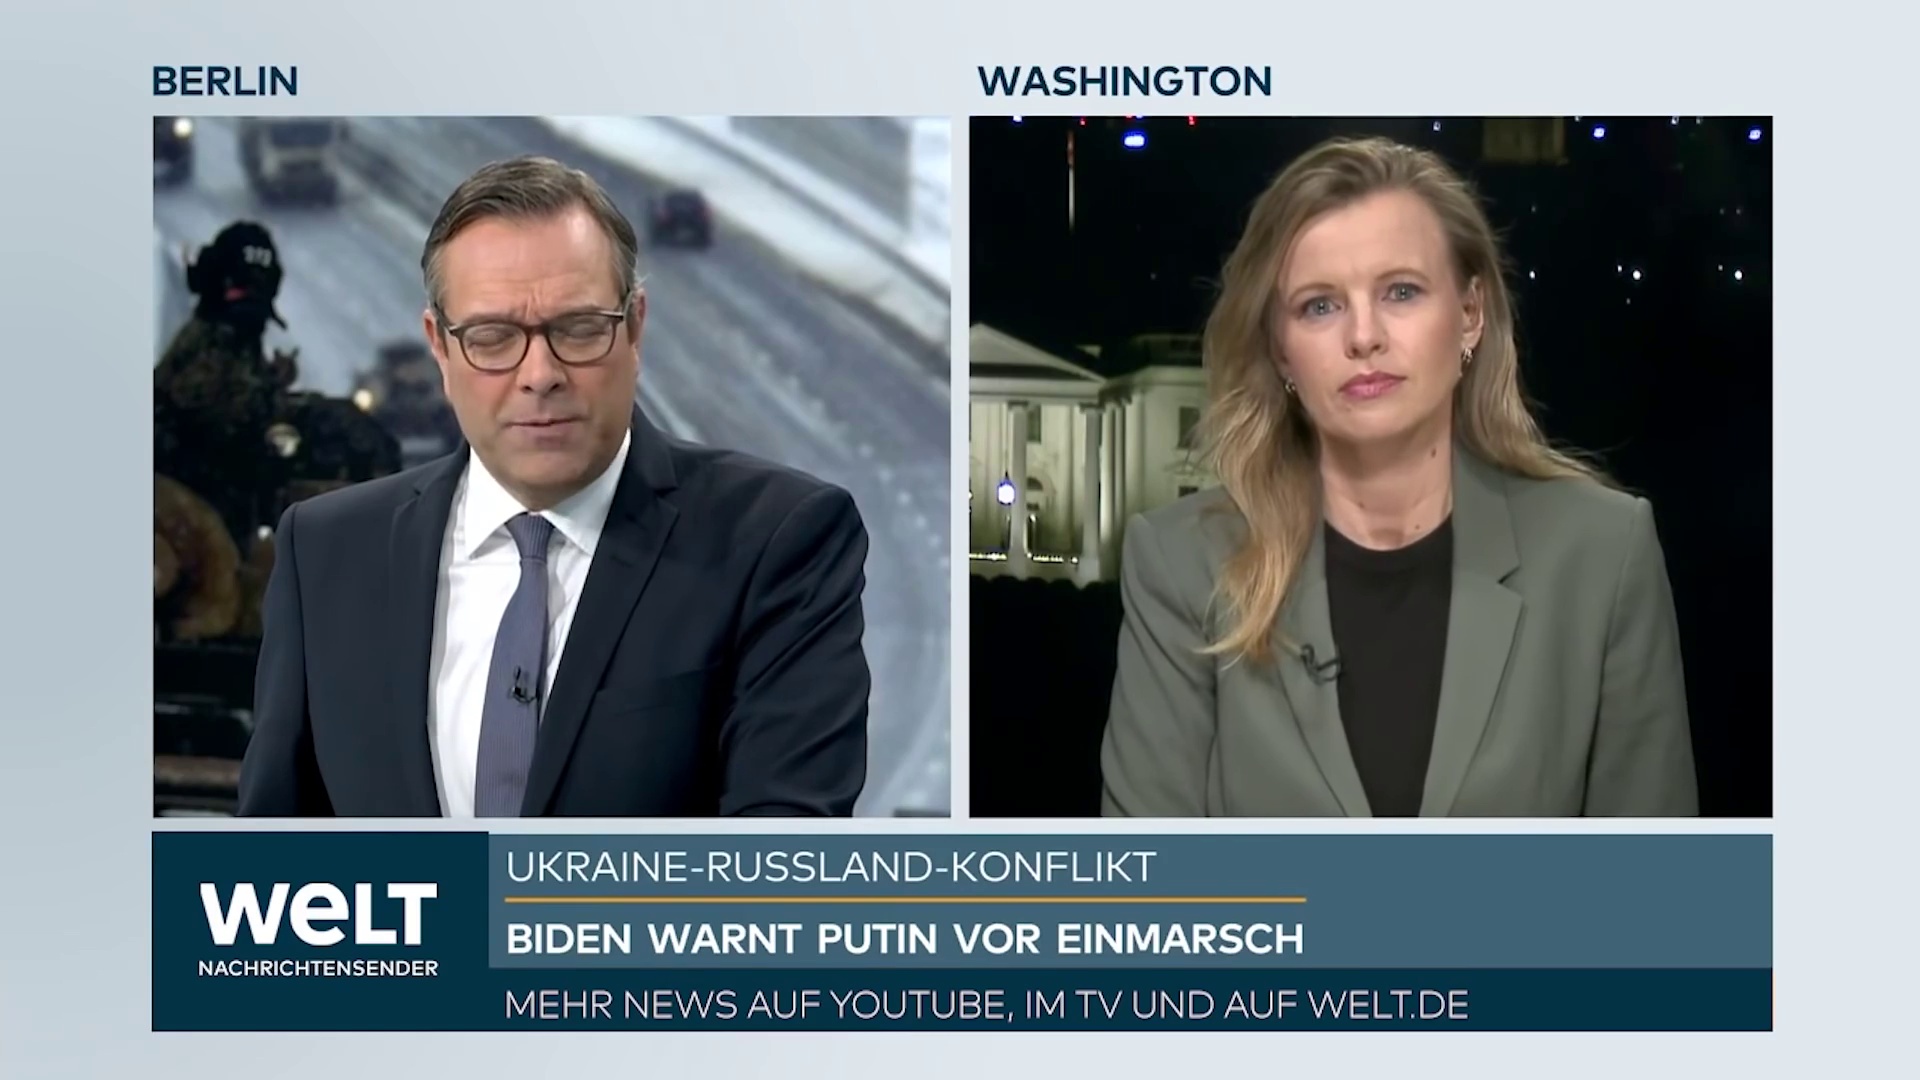 BERLIN
WASHINGTON
UKRAINE-RUSSLAND-KONFLIKT
BIDEN WARNT PUTIN VOR EINMARSCH
WELT
NACHRICHTENSENDER
MEHR NEWS AUF YOUTUBE, IM TV UND AUF WELT.DE